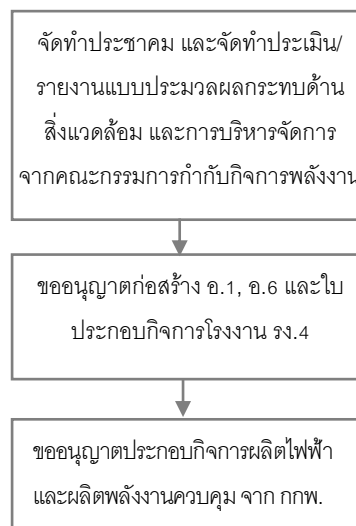 จัดทำประชาคม และจัดทำประเมิน/
รายงานแบบประมวลผลกระทบด้าน
สิ่งแวดล้อม และการบริหารจัดการ
จากคณะกรรมการกำกับกิจการพลังงาน
ขออนุญาตก่อสร้าง อ.1, อ.6 และใบ
ประกอบกิจการโรงงาน รง.4
ขออนุญาตประกอบกิจการผลิตไฟฟ้า
และผลิตพลังงานควบคุม จาก กกพ.